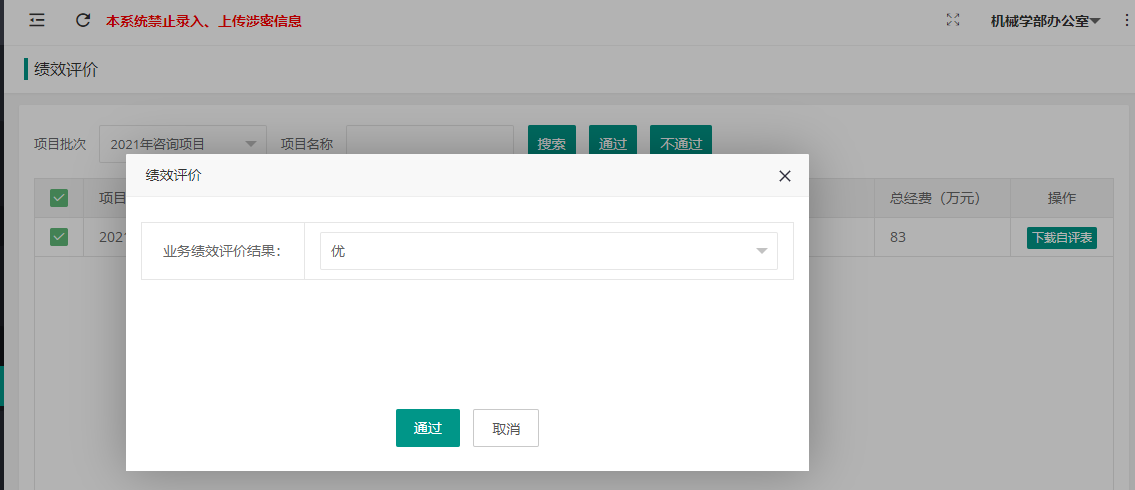 本系统禁止录入、上传涉密信息
机械学部办公室
绩效评价
项目批次 2021年咨询项目 项目名称 搜索 通过 不通过
绩效评价
项目 总经费（万元） 操作
2021 83 下载自评表
业务绩效评价结果： 优
通过 取消